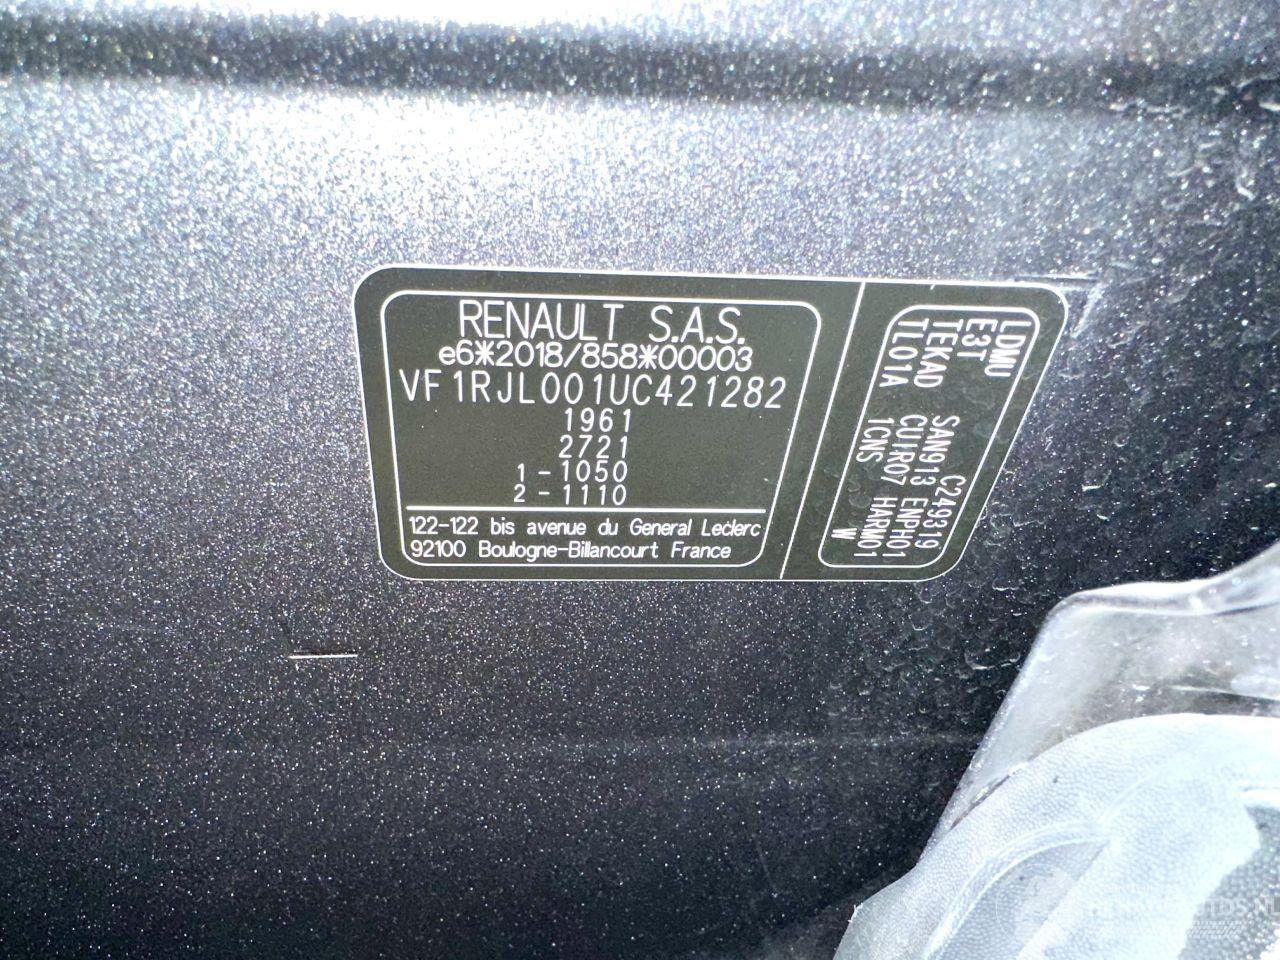 RENAULT S.A.S.
e6*2018/858*00003
VF1RJL001UC421282
1961
2721
1-1050
2-1110
122-122 bis avenue du General Leclerc
92100 Boulogne-Billancourt France
LDMU C249319
E3T SAN913 ENPH01
TEKAD CUIR07 HARM01
TL01A 1CNS W